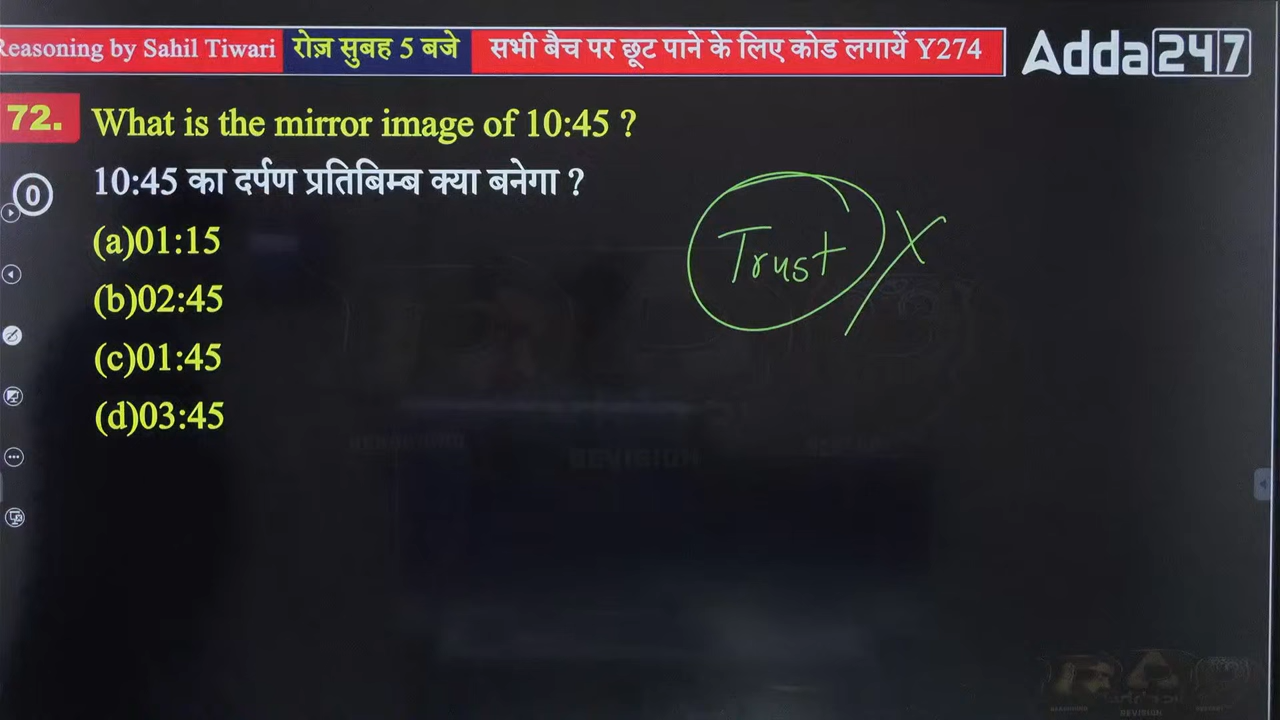 Reasoning by Sahil Tiwari रोज़ सुबह 5 बजे सभी बैच पर छूट पाने के लिए कोड लगायें Y274 Adda247
72. What is the mirror image of 10:45 ?
10:45 का दर्पण प्रतिबिम्ब क्या बनेगा ?
(a)01:15
(b)02:45
(c)01:45
(d)03:45
Trust
REVISION